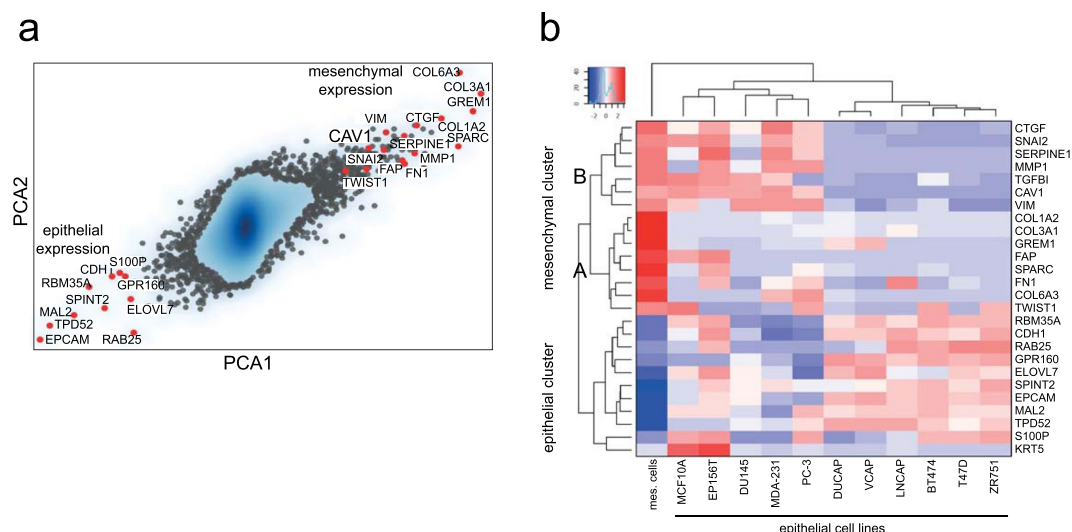 a
mesenchymal
expression
COL6A3
COL3A1
GREM1
VIM
CTGF
COL1A2
CAV1
SERPINE1
SPARC
SNAI2
MMP1
FAP
FN1
TWIST1
PCA2
epithelial
expression
S100P
CDH
RBM35A
GPR160
SPINT2
ELOVL7
MAL2
TPD52
EPCAM
RAB25
PCA1
b
0 20 40
-2 0 2
mesenchymal cluster
B
A
epithelial cluster
CTGF
SNAI2
SERPINE1
MMP1
TGFBI
CAV1
VIM
COL1A2
COL3A1
GREM1
FAP
SPARC
FN1
COL6A3
TWIST1
RBM35A
CDH1
RAB25
GPR160
ELOVL7
SPINT2
EPCAM
MAL2
TPD52
S100P
KRT5
mes. cells
MCF10A
EP156T
DU145
MDA-231
PC-3
DUCAP
VCAP
LNCAP
BT474
T47D
ZR751
epithelial cell lines